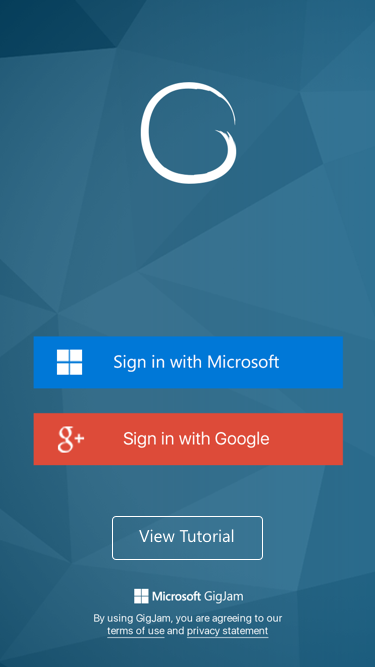 Sign in with Microsoft
g+ Sign in with Google
View Tutorial
Microsoft GigJam
By using GigJam, you are agreeing to our
terms of use and privacy statement